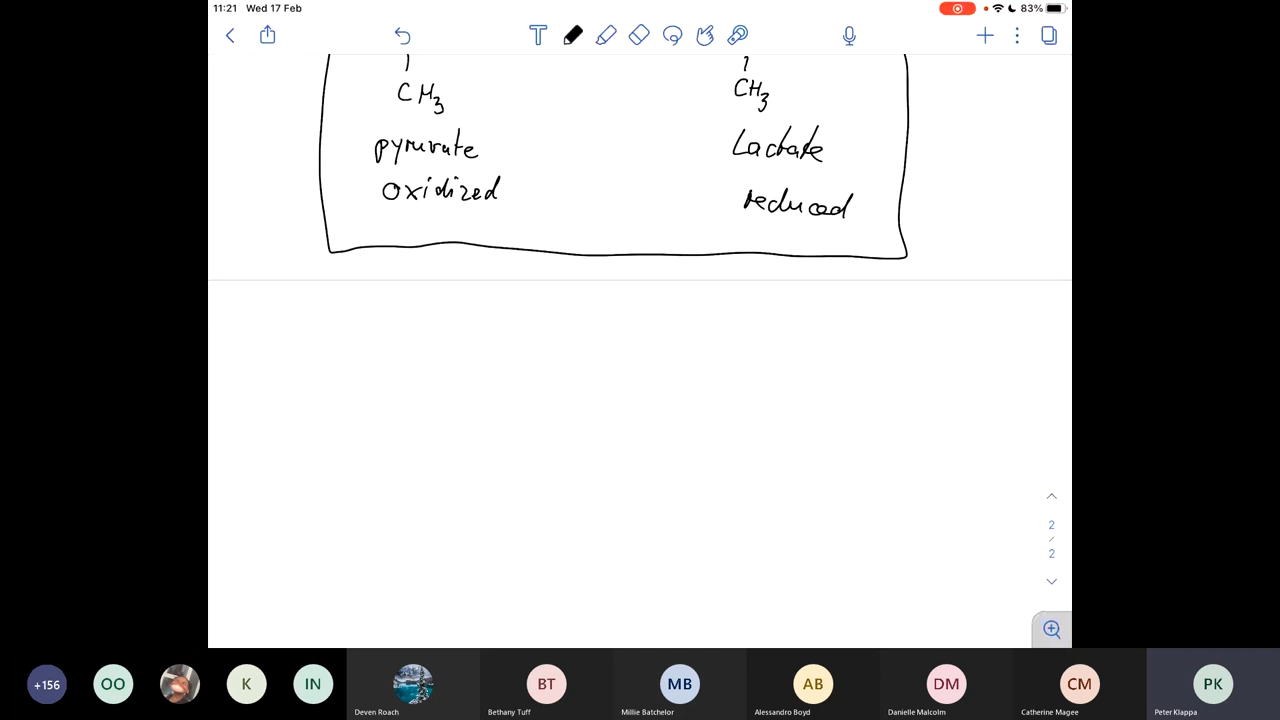 11:21 Wed 17 Feb
83%
T
CH3
CH3
pyruvate
Lactate
oxidized
reduced
2
2
+156
OO
K
IN
BT
MB
AB
DM
CM
PK
Deven Roach
Bethany Tuff
Millie Batchelor
Alessandro Boyd
Danielle Malcolm
Catherine Magee
Peter Klappa